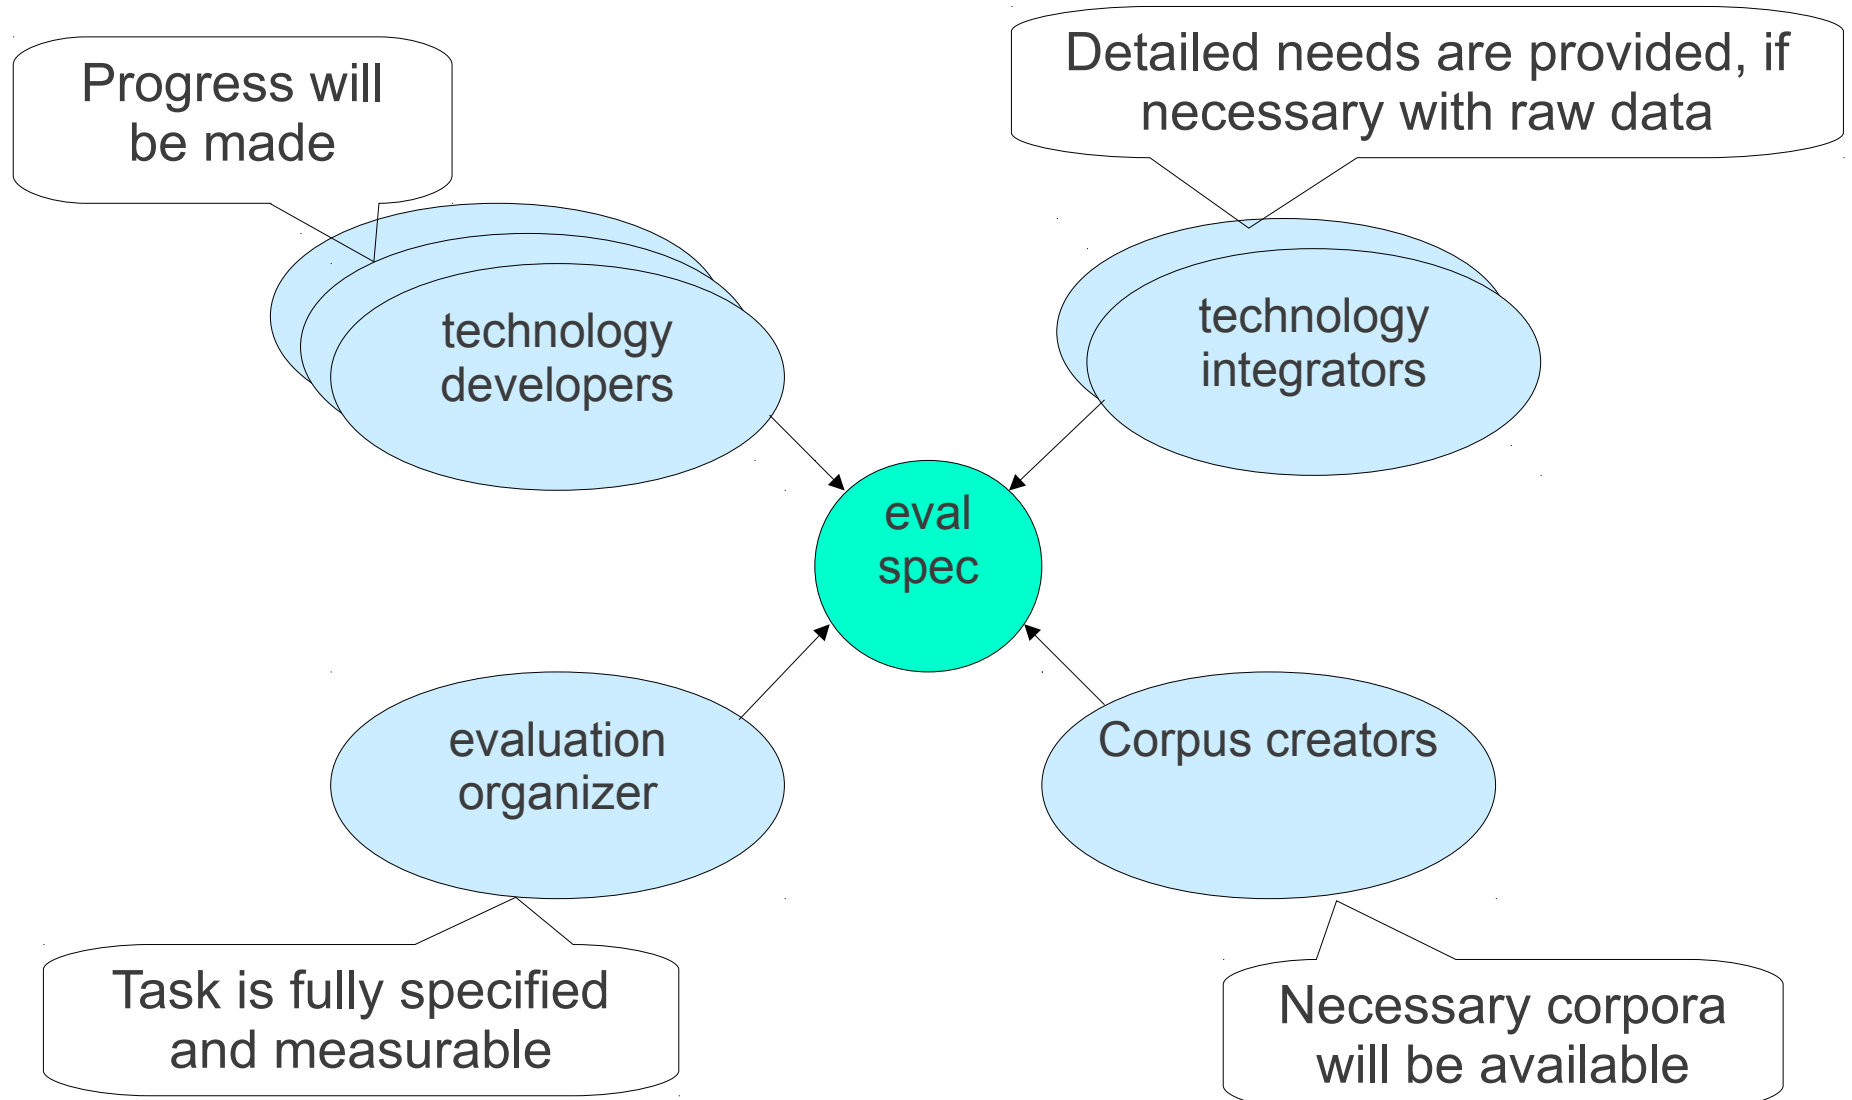 Progress will
be made
Detailed needs are provided, if
necessary with raw data
technology
developers
technology
integrators
eval
spec
evaluation
organizer
Corpus creators
Task is fully specified
and measurable
Necessary corpora
will be available